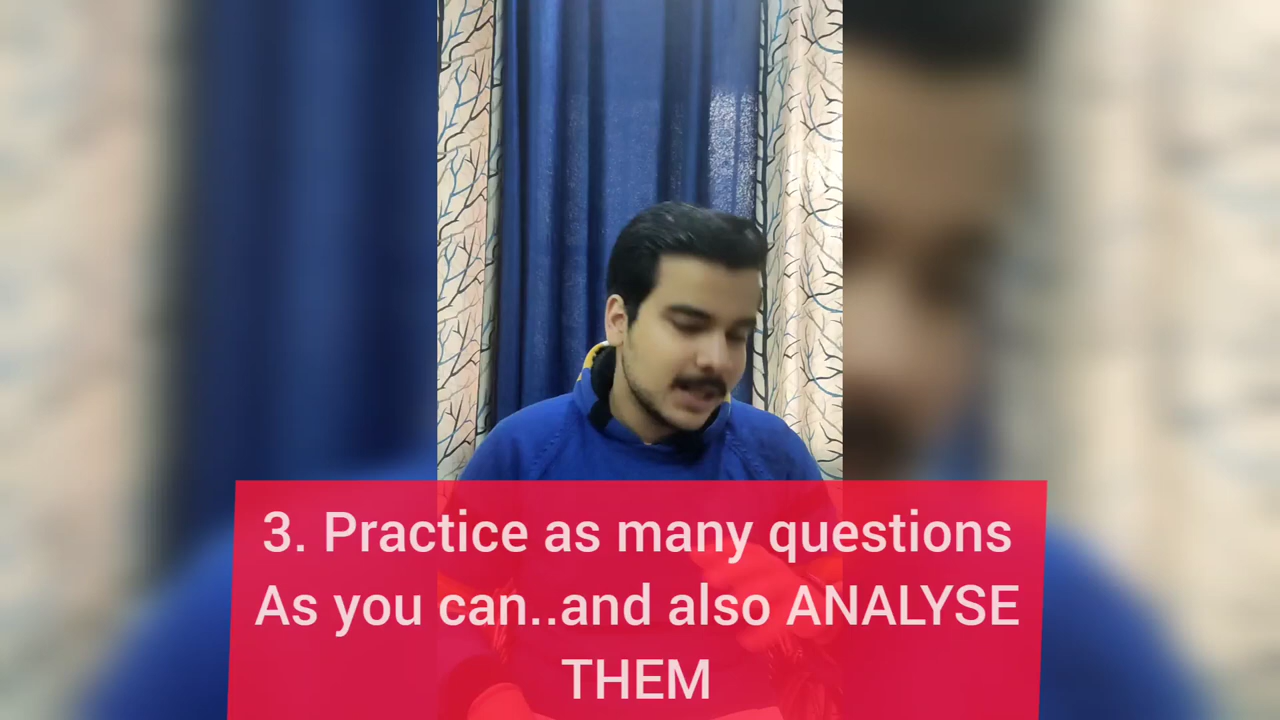 3. Practice as many questions
As you can..and also ANALYSE
THEM